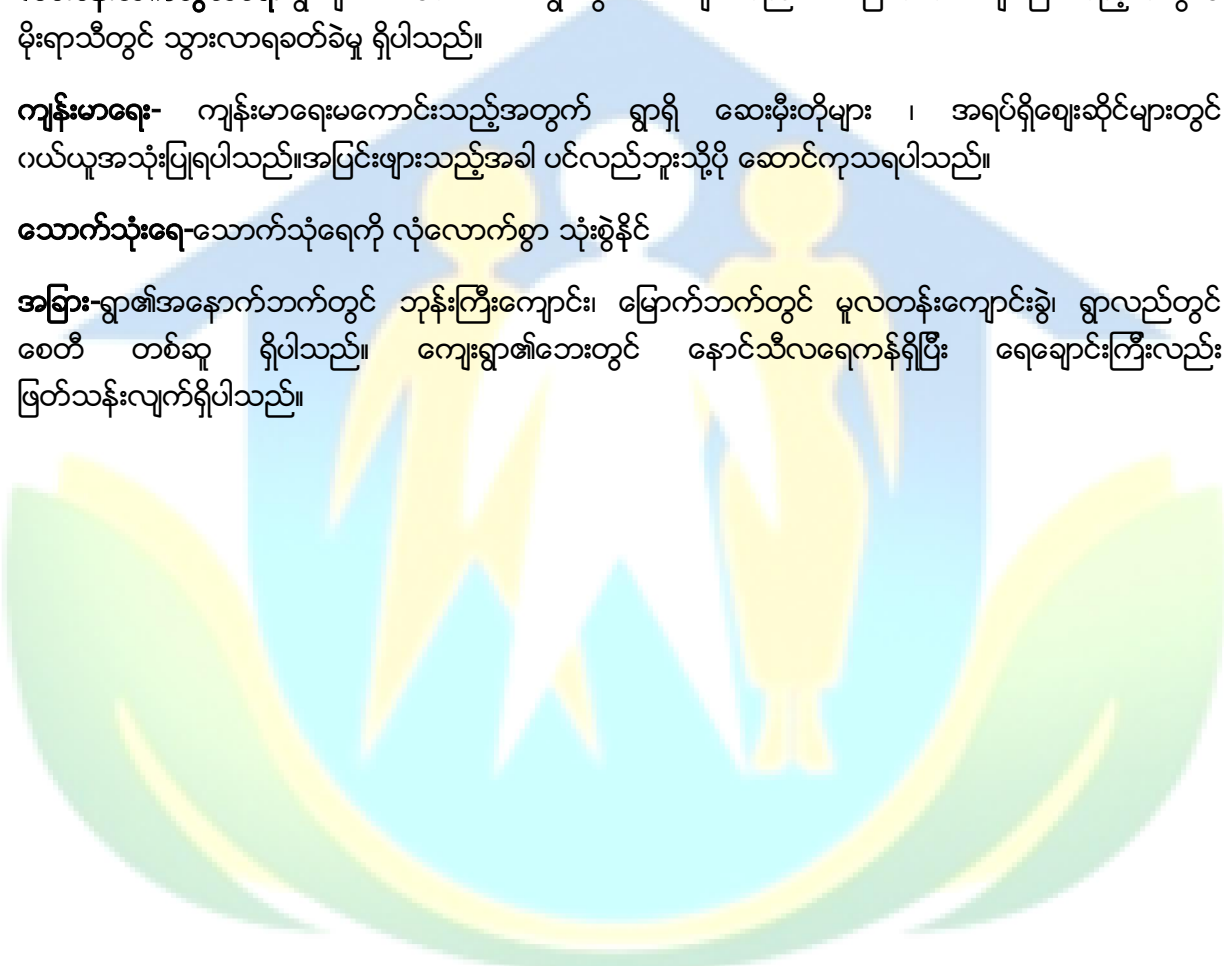 မိုးရာသီတွင် သွားလာရခတ်ခဲမှု ရှိပါသည်။
ကျန်းမာရေး- ကျန်းမာရေးမကောင်းသည့်အတွက် ရွာရှိ ဆေးမှီးတိုများ ၊ အရပ်ရှိဈေးဆိုင်များတွင်
ဝယ်ယူအသုံးပြုရပါသည်။အပြင်းဖျားသည့်အခါ ပင်လည်ဘူးသို့ပို ဆောင်ကုသရပါသည်။
သောက်သုံးရေ-သောက်သုံရေကို လုံလောက်စွာ သုံးစွဲနိုင်
အခြား-ရွာ၏အနောက်ဘက်တွင် ဘုန်းကြီးကျောင်း၊ မြောက်ဘက်တွင် မူလတန်းကျောင်းခွဲ၊ ရွာလည်တွင်
စေတီ တစ်ဆူ ရှိပါသည်။ ကျေးရွာ၏ဘေးတွင် နောင်သီလရေကန်ရှိပြီး ရေချောင်းကြီးလည်း
ဖြတ်သန်းလျက်ရှိပါသည်။